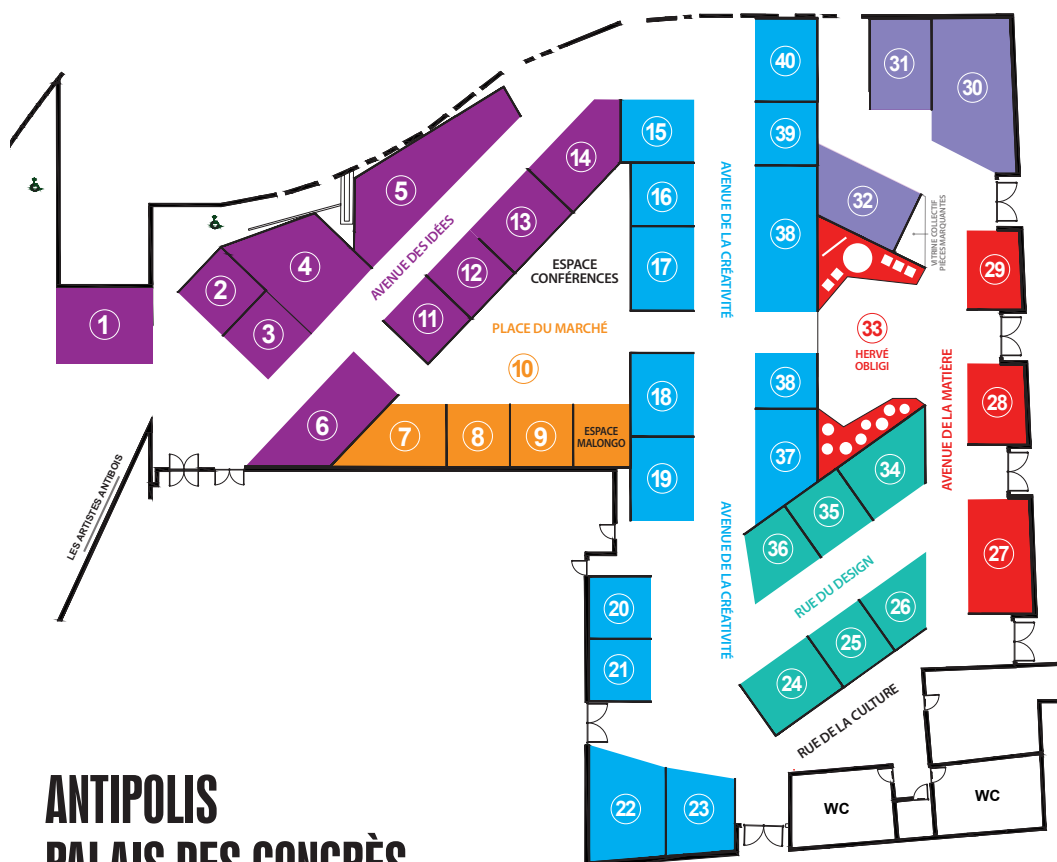 40
31
30
39
15
14
5
16
32
13
38
AVENUE DE LA CRÉATIVITÉ
VITRINE COLLECTIF
PIÈCES MARQUANTES
AVENUE DES IDÉES
4
12
17
ESPACE
CONFÉRENCES
29
2
3
11
1
PLACE DU MARCHÉ
10
33
HERVÉ
OBLIGI
38
28
18
6
7
8
9
ESPACE
MALONGO
37
34
AVENUE DE LA MATIÈRE
19
35
36
27
LES ARTISTES ANTIBOIS
AVENUE DE LA CRÉATIVITÉ
RUE DU DESIGN
20
26
25
21
24
RUE DE LA CULTURE
22
23
WC
WC
ANTIPOLIS
PALAIS DES CONGRÈS